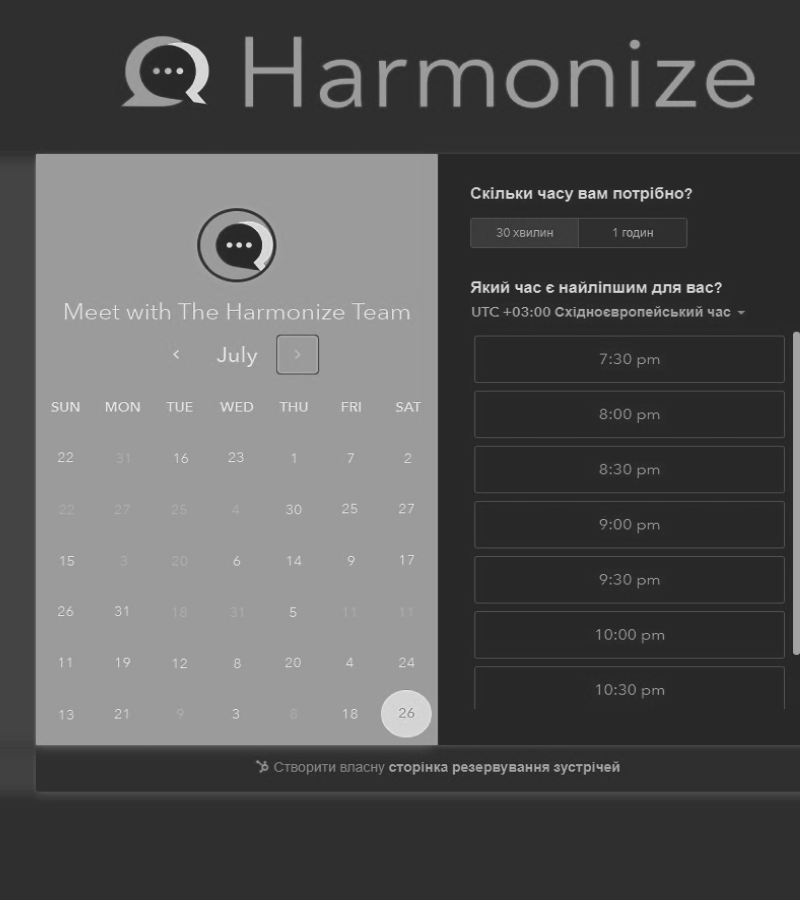 Harmonize
Meet with The Harmonize Team
July
SUN MON TUE WED THU FRI SAT
22 31 16 23 1 7 2
22 27 25 4 30 25 27
15 3 20 6 14 9 17
26 31 18 31 5 11 11
11 19 12 8 20 4 24
13 21 9 3 8 18 26
Скільки часу вам потрібно?
30 хвилин 1 годин
Який час є найліпшим для вас?
UTC +03:00 Східноєвропейський час
7:30 pm
8:00 pm
8:30 pm
9:00 pm
9:30 pm
10:00 pm
10:30 pm
Створити власну сторінка резервування зустрічей